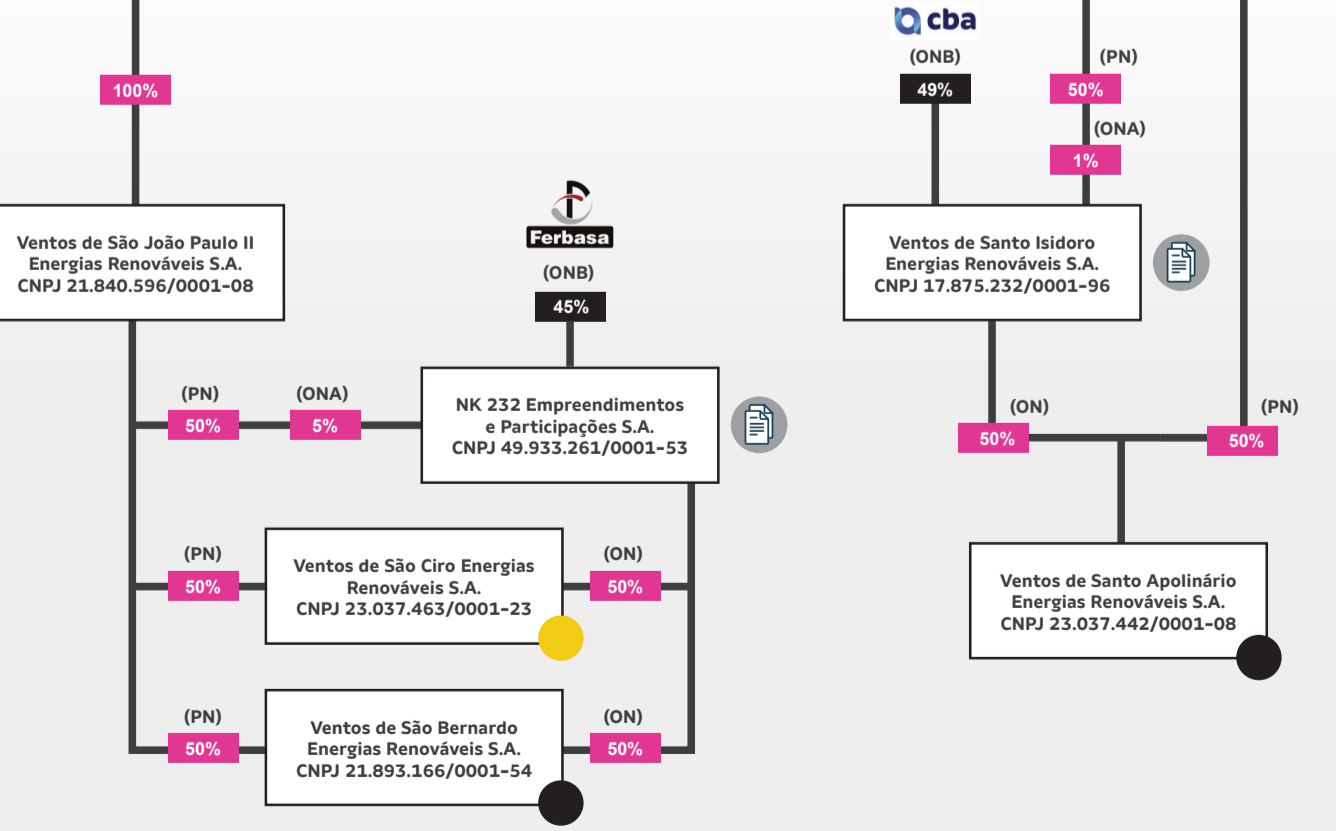 100%
cba
(ONB)
49%
(PN)
50%
(ONA)
1%
Ventos de São João Paulo II
Energias Renováveis S.A.
CNPJ 21.840.596/0001-08
Ferbasa
(ONB)
45%
Ventos de Santo Isidoro
Energias Renováveis S.A.
CNPJ 17.875.232/0001-96
(PN)
50%
(ONA)
5%
NK 232 Empreendimentos
e Participações S.A.
CNPJ 49.933.261/0001-53
(ON)
50%
(PN)
50%
(PN)
50%
Ventos de São Ciro Energias
Renováveis S.A.
CNPJ 23.037.463/0001-23
(ON)
50%
Ventos de Santo Apolinário
Energias Renováveis S.A.
CNPJ 23.037.442/0001-08
(PN)
50%
Ventos de São Bernardo
Energias Renováveis S.A.
CNPJ 21.893.166/0001-54
(ON)
50%